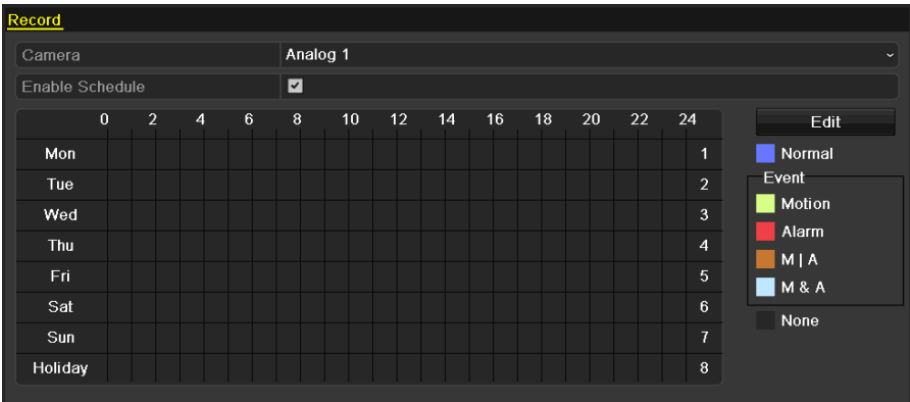 Record
Camera Analog 1
Enable Schedule
0 2 4 6 8 10 12 14 16 18 20 22 24
Mon 1
Tue 2
Wed 3
Thu 4
Fri 5
Sat 6
Sun 7
Holiday 8
Edit
Normal
Event
Motion
Alarm
M | A
M & A
None